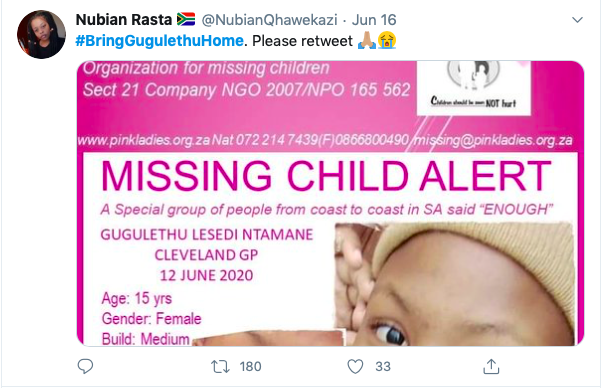 Nubian Rasta 🇿🇦 @NubianQhawekazi · Jun 16
#BringGugulethuHome. Please retweet 🙏🏽😭
Organization for missing children
Sect 21 Company NGO 2007/NPO 165 562
Children should be seen NOT hurt
www.pinkladies.org.za Nat 072 214 7439(F)0866800490 missing@pinkladies.org.za
MISSING CHILD ALERT
A Special group of people from coast to coast in SA said “ENOUGH”
GUGULETHU LESEDI NTAMANE
CLEVELAND GP
12 JUNE 2020
Age: 15 yrs
Gender: Female
Build: Medium
180
33